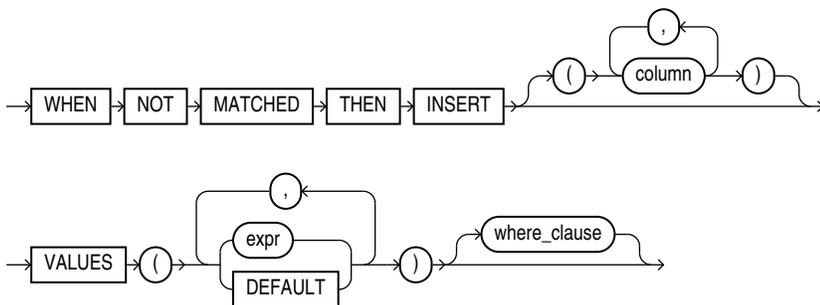 ,
WHEN NOT MATCHED THEN INSERT ( column )
,
VALUES ( expr ) where_clause
DEFAULT